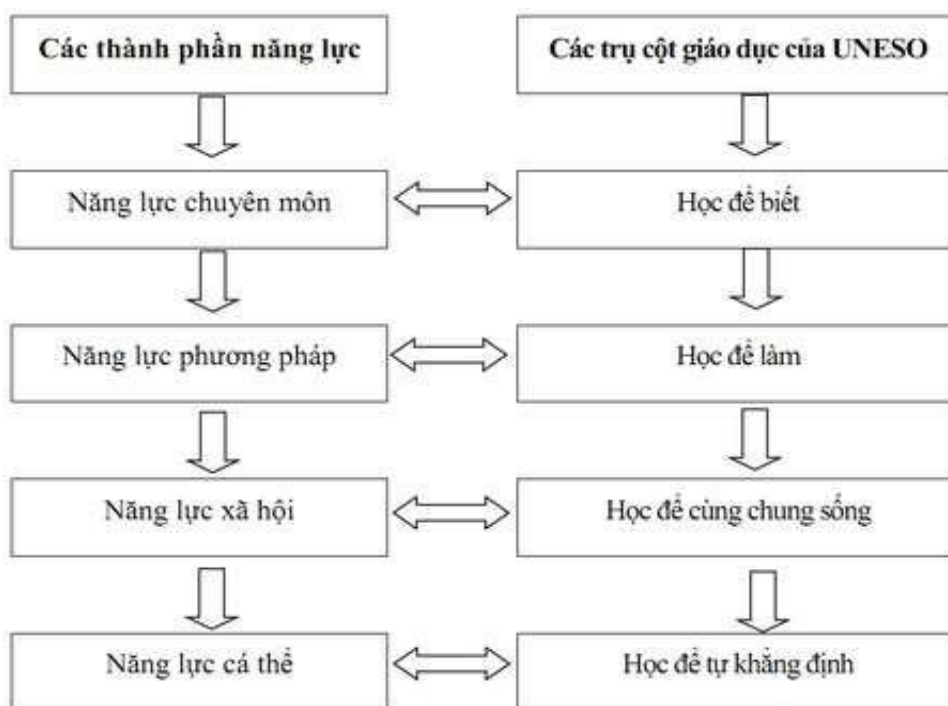 Các thành phần năng lực
Các trụ cột giáo dục của UNESO
Năng lực chuyên môn
Học để biết
Năng lực phương pháp
Học để làm
Năng lực xã hội
Học để cùng chung sống
Năng lực cá thể
Học để tự khẳng định